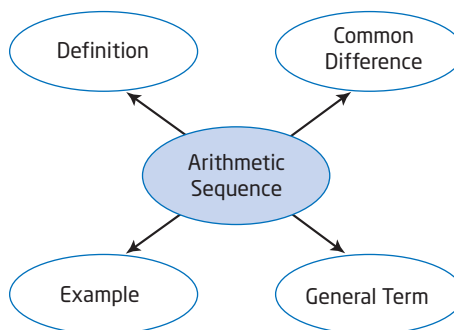 Definition
Common
Difference
Arithmetic
Sequence
Example
General Term